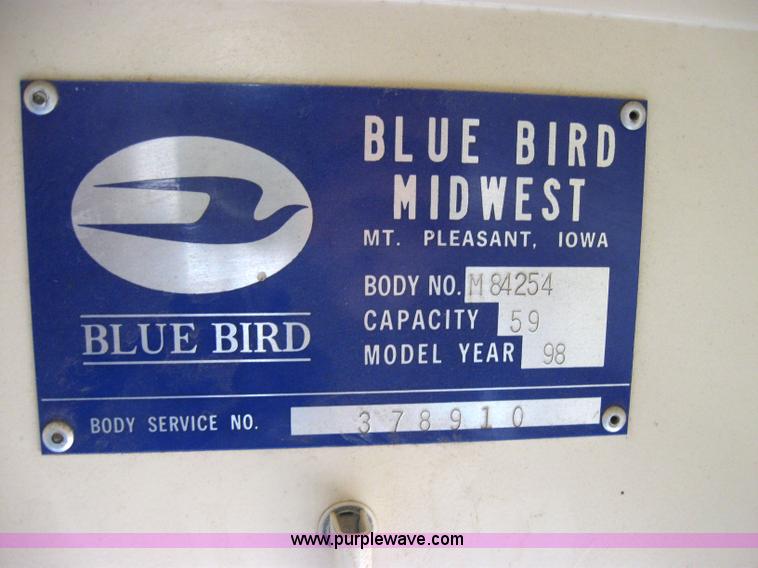 BLUE BIRD
MIDWEST
MT. PLEASANT, IOWA
BODY NO. M84254
CAPACITY 59
MODEL YEAR 98
BLUE BIRD
BODY SERVICE NO. 378910
www.purplewave.com